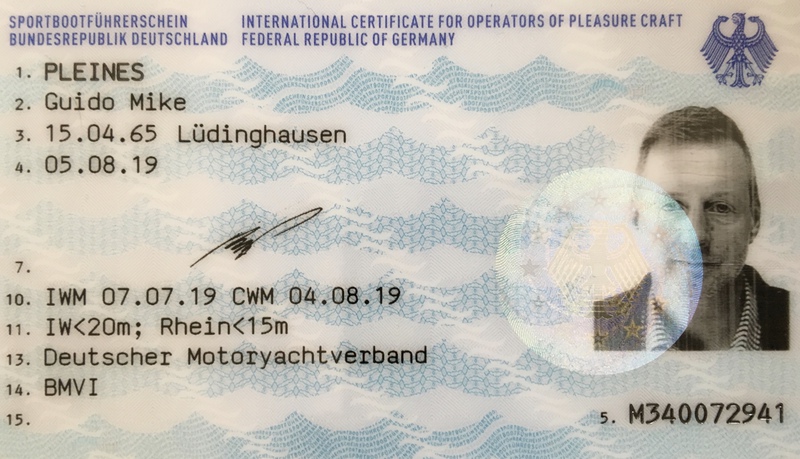 SPORTBOOTFÜHRERSCHEIN INTERNATIONAL CERTIFICATE FOR OPERATORS OF PLEASURE CRAFT
BUNDESREPUBLIK DEUTSCHLAND FEDERAL REPUBLIC OF GERMANY
1. PLEINES
2. Guido Mike
3. 15.04.65 Lüdinghausen
4. 05.08.19
7.
10. IWM 07.07.19 CWM 04.08.19
11. IW<20m; Rhein<15m
13. Deutscher Motoryachtverband
14. BMVI
15. 5. M340072941